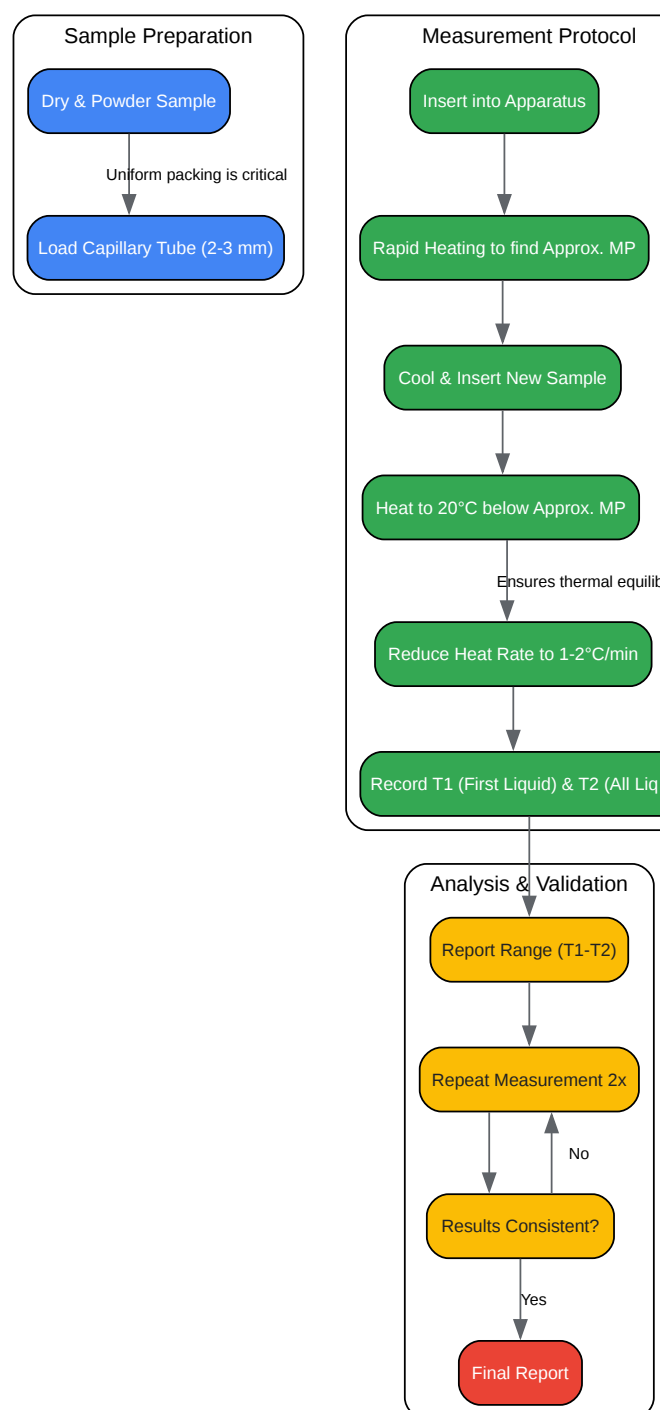 Sample Preparation
Dry & Powder Sample
Uniform packing is critical
Load Capillary Tube (2-3 mm)
Measurement Protocol
Insert into Apparatus
Rapid Heating to find Approx. MP
Cool & Insert New Sample
Heat to 20°C below Approx. MP
Ensures thermal equilib
Reduce Heat Rate to 1-2°C/min
Record T1 (First Liquid) & T2 (All Liq
Analysis & Validation
Report Range (T1-T2)
Repeat Measurement 2x
No
Results Consistent?
Yes
Final Report